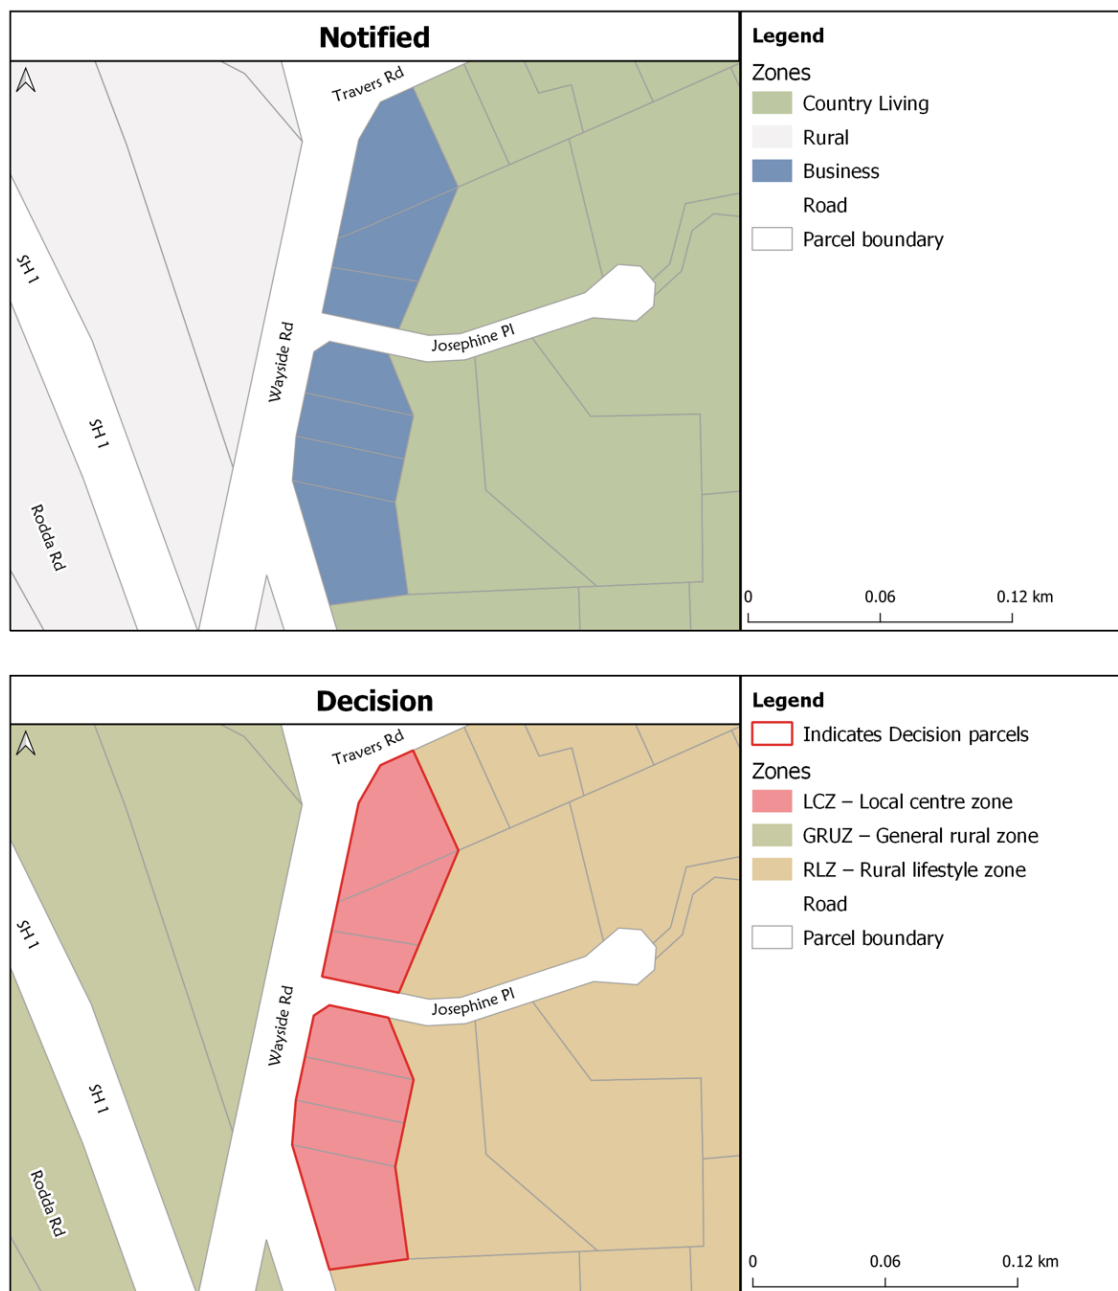 Notified
Travers Rd
SH 1
Wayside Rd
Josephine Pl
SH 1
Rodda Rd
Legend
Zones
Country Living
Rural
Business
Road
Parcel boundary
0 0.06 0.12 km
Decision
Travers Rd
SH 1
Wayside Rd
Josephine Pl
SH 1
Rodda Rd
Legend
Indicates Decision parcels
Zones
LCZ – Local centre zone
GRUZ – General rural zone
RLZ – Rural lifestyle zone
Road
Parcel boundary
0 0.06 0.12 km